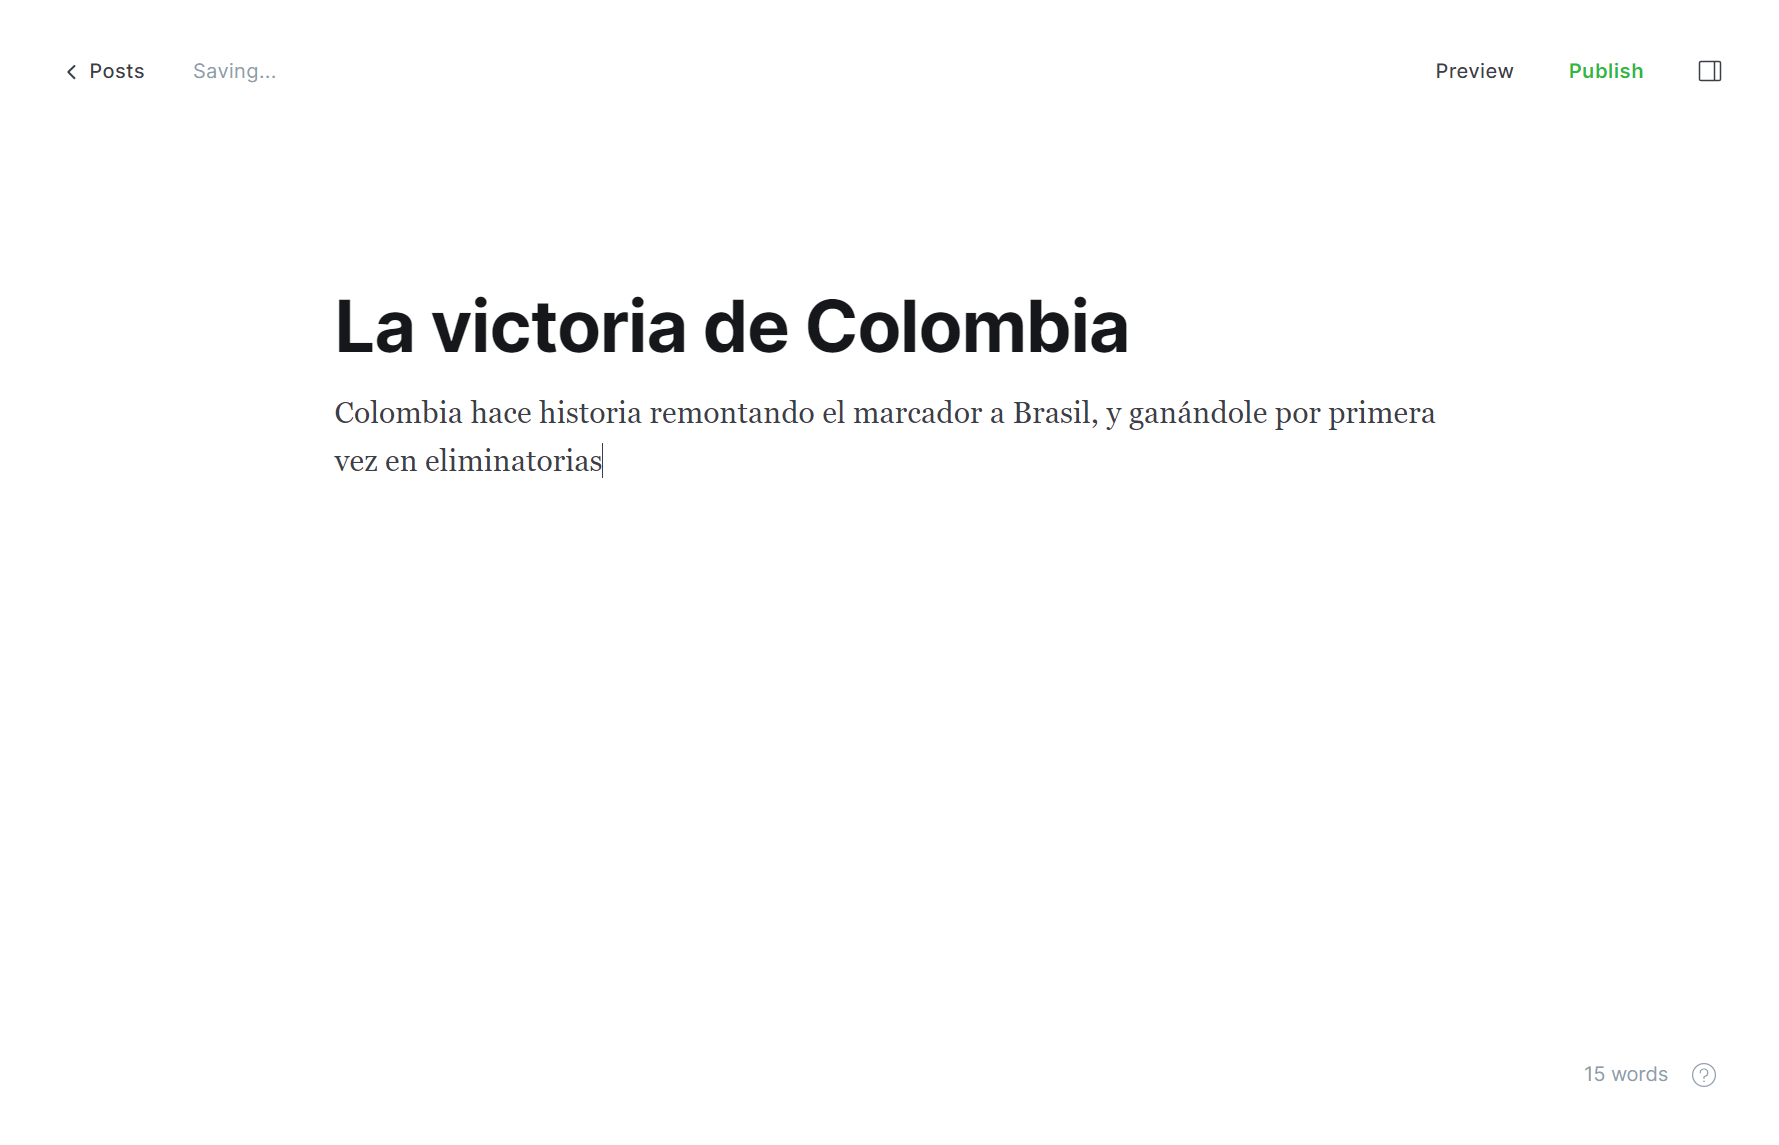 Posts
Saving...
Preview
Publish
La victoria de Colombia
Colombia hace historia remontando el marcador a Brasil, y ganándole por primera
vez en eliminatorias
15 words
?